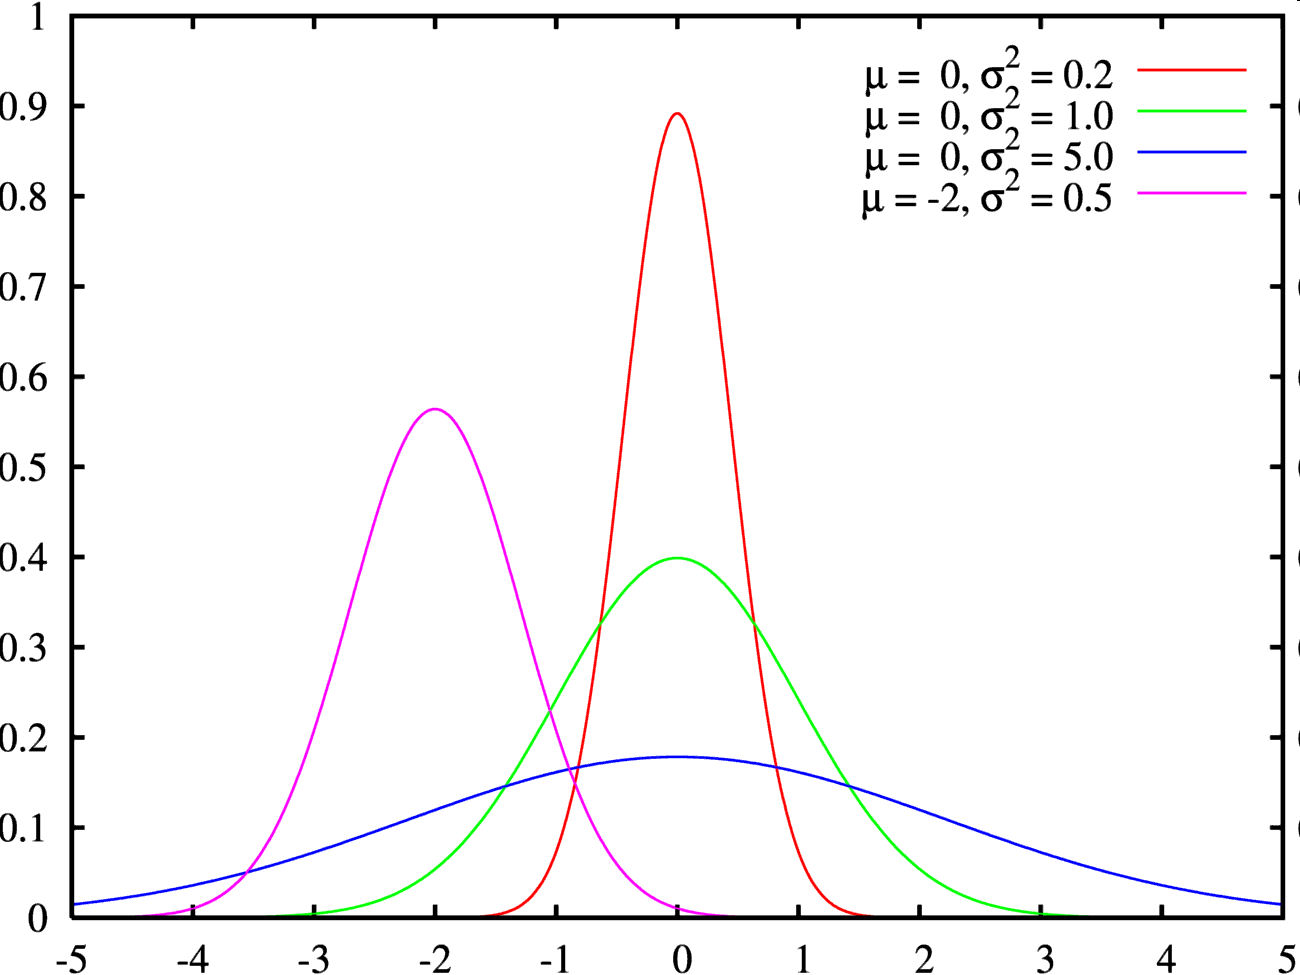 1
μ = 0, σ² = 0.2
0.9
μ = 0, σ² = 1.0
μ = 0, σ² = 5.0
0.8
μ = -2, σ² = 0.5
0.7
0.6
0.5
0.4
0.3
0.2
0.1
0
-5 -4 -3 -2 -1 0 1 2 3 4 5